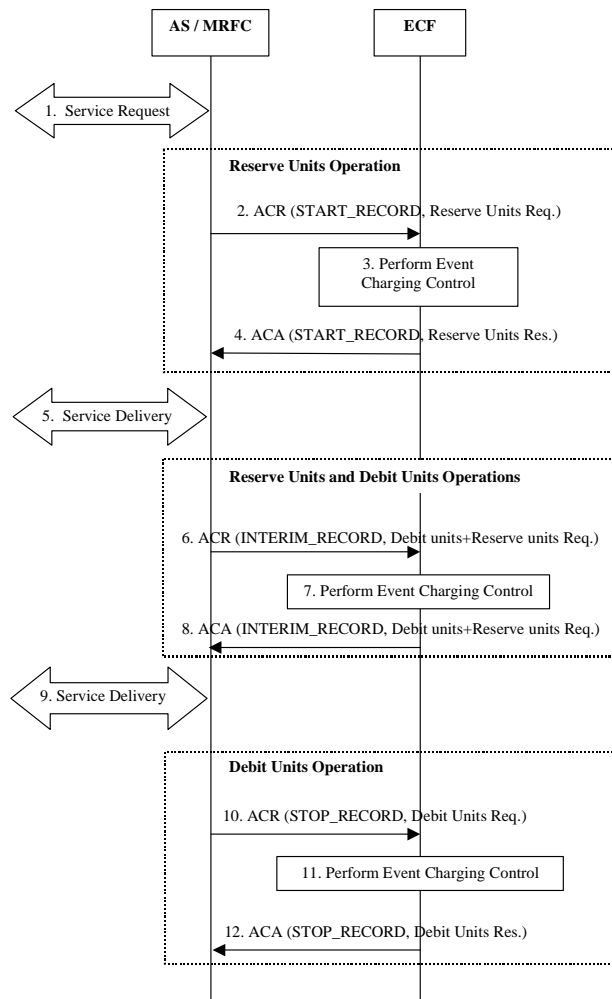 AS / MRFC
ECF
1. Service Request
Reserve Units Operation
2. ACR (START_RECORD, Reserve Units Req.)
3. Perform Event
Charging Control
4. ACA (START_RECORD, Reserve Units Res.)
5. Service Delivery
Reserve Units and Debit Units Operations
6. ACR (INTERIM_RECORD, Debit units+Reserve units Req.)
7. Perform Event Charging Control
8. ACA (INTERIM_RECORD, Debit units+Reserve units Req.)
9. Service Delivery
Debit Units Operation
10. ACR (STOP_RECORD, Debit Units Req.)
11. Perform Event Charging Control
12. ACA (STOP_RECORD, Debit Units Res.)